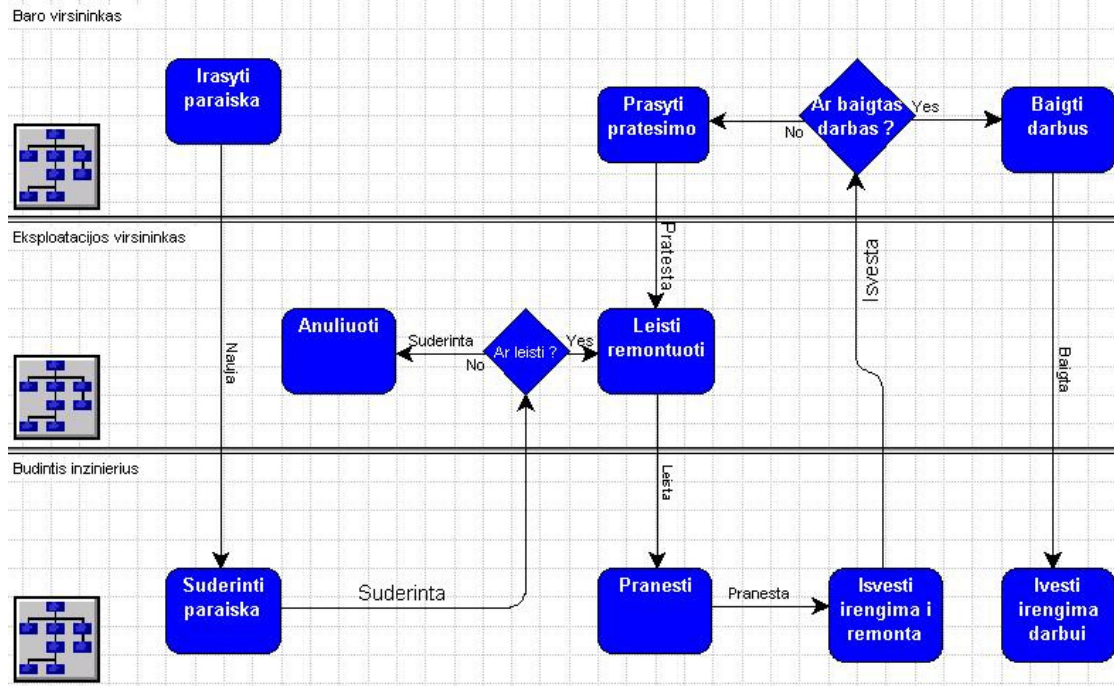 Baro virsininkas
Irasyti
paraiska
Prasyti
pratesimo
No
Ar baigtas
darbas ?
Yes
Baigti
darbus
Eksploatacijos virsininkas
Nauja
Anuliuoti
Suderinta
No
Ar leisti ?
Yes
Pratesta
Leisti
remontuoti
Isvesta
Baigta
Budintis inzinierius
Suderinti
paraiska
Suderinta
Leista
Pranesti
Pranesta
Isvesti
irengima i
remonta
Ivesti
irengima
darbui